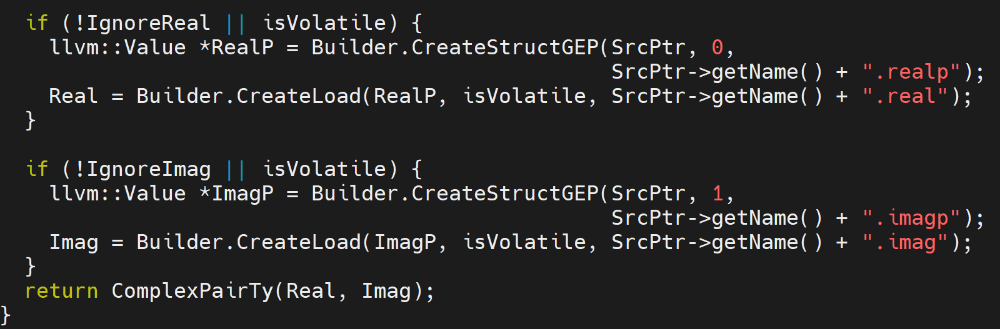 if (!IgnoreReal || isVolatile) {
    llvm::Value *RealP = Builder.CreateStructGEP(SrcPtr, 0,
                                                 SrcPtr->getName() + ".realp");
    Real = Builder.CreateLoad(RealP, isVolatile, SrcPtr->getName() + ".real");
  }

  if (!IgnoreImag || isVolatile) {
    llvm::Value *ImagP = Builder.CreateStructGEP(SrcPtr, 1,
                                                 SrcPtr->getName() + ".imagp");
    Imag = Builder.CreateLoad(ImagP, isVolatile, SrcPtr->getName() + ".imag");
  }
  return ComplexPairTy(Real, Imag);
}